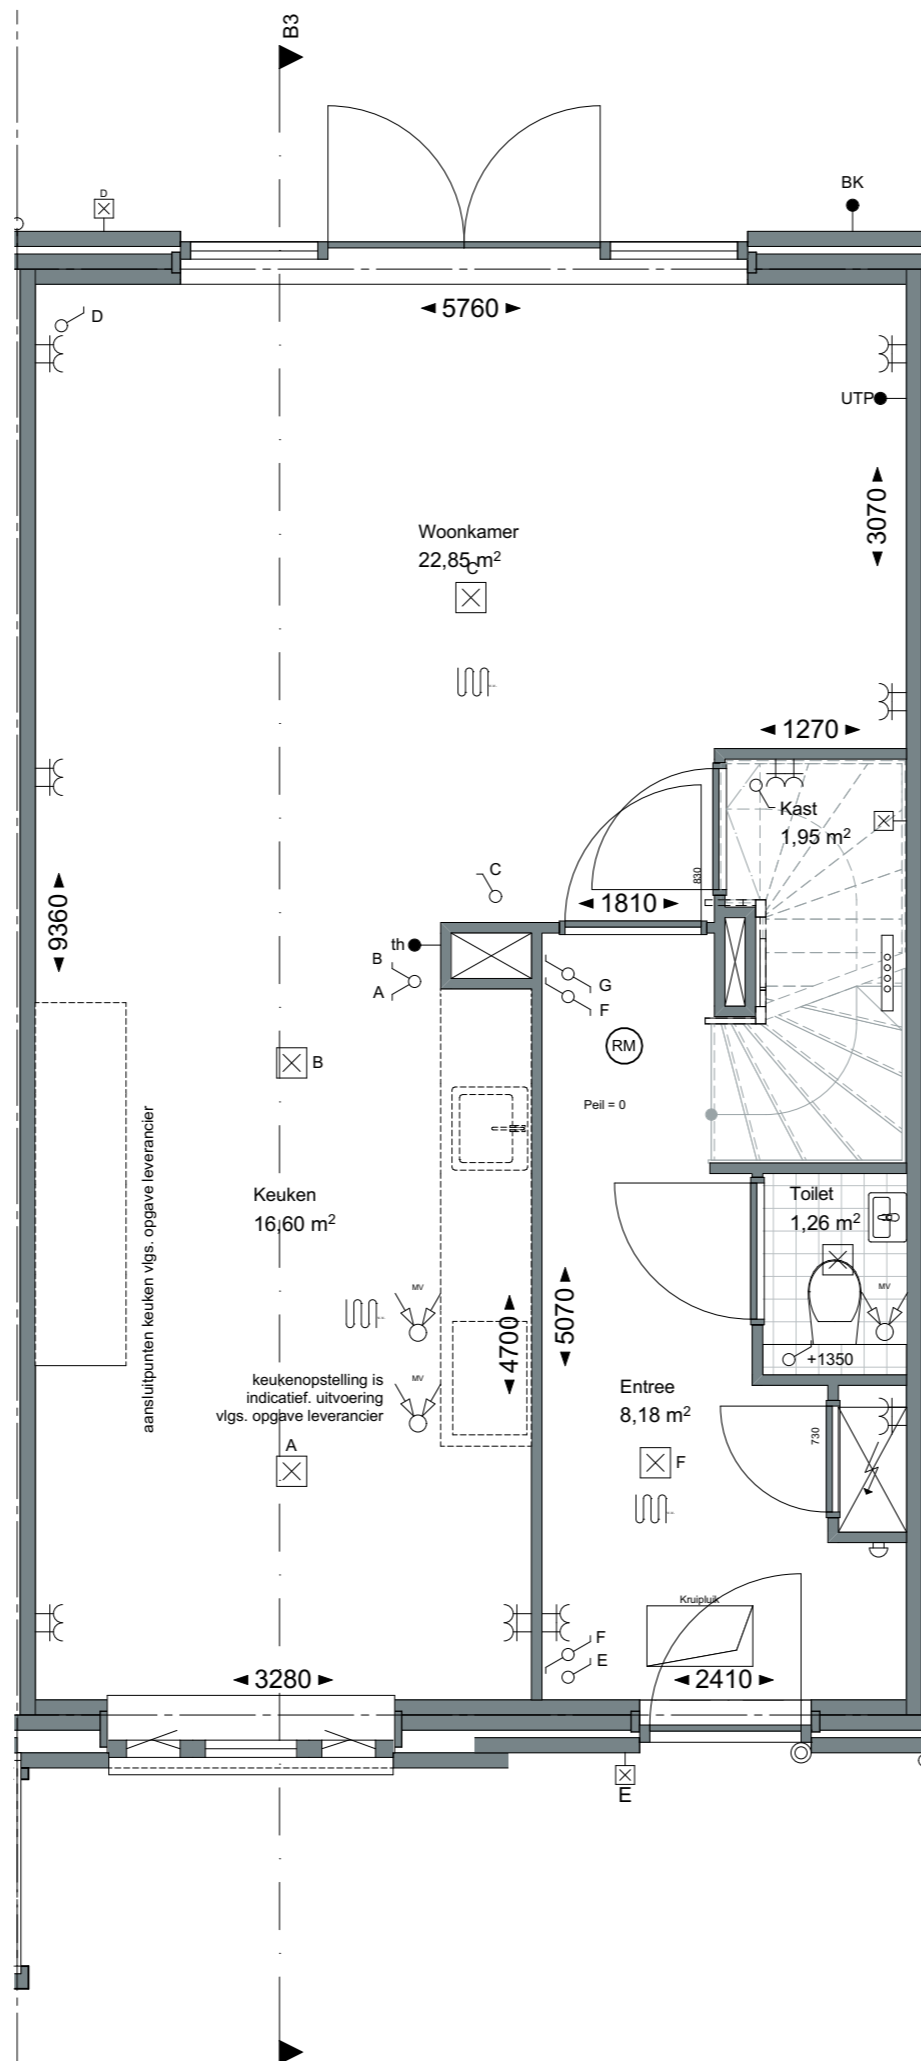 B3
D
BK
5760
D
UTP
3070
Woonkamer
22,85 m²
C
1270
Kast
1,95 m²
830
C
1810
9360
th
B
A
G
F
RM
B
Peil = 0
aansluitpunten keuken vlgs. opgave leverancier
Keuken
16,60 m²
Toilet
1,26 m²
MV
MV
4700
5070
+1350
keukenopstelling is
indicatief. uitvoering
vlgs. opgave leverancier
MV
Entree
8,18 m²
730
A
F
Kruipluik
F
E
3280
2410
E